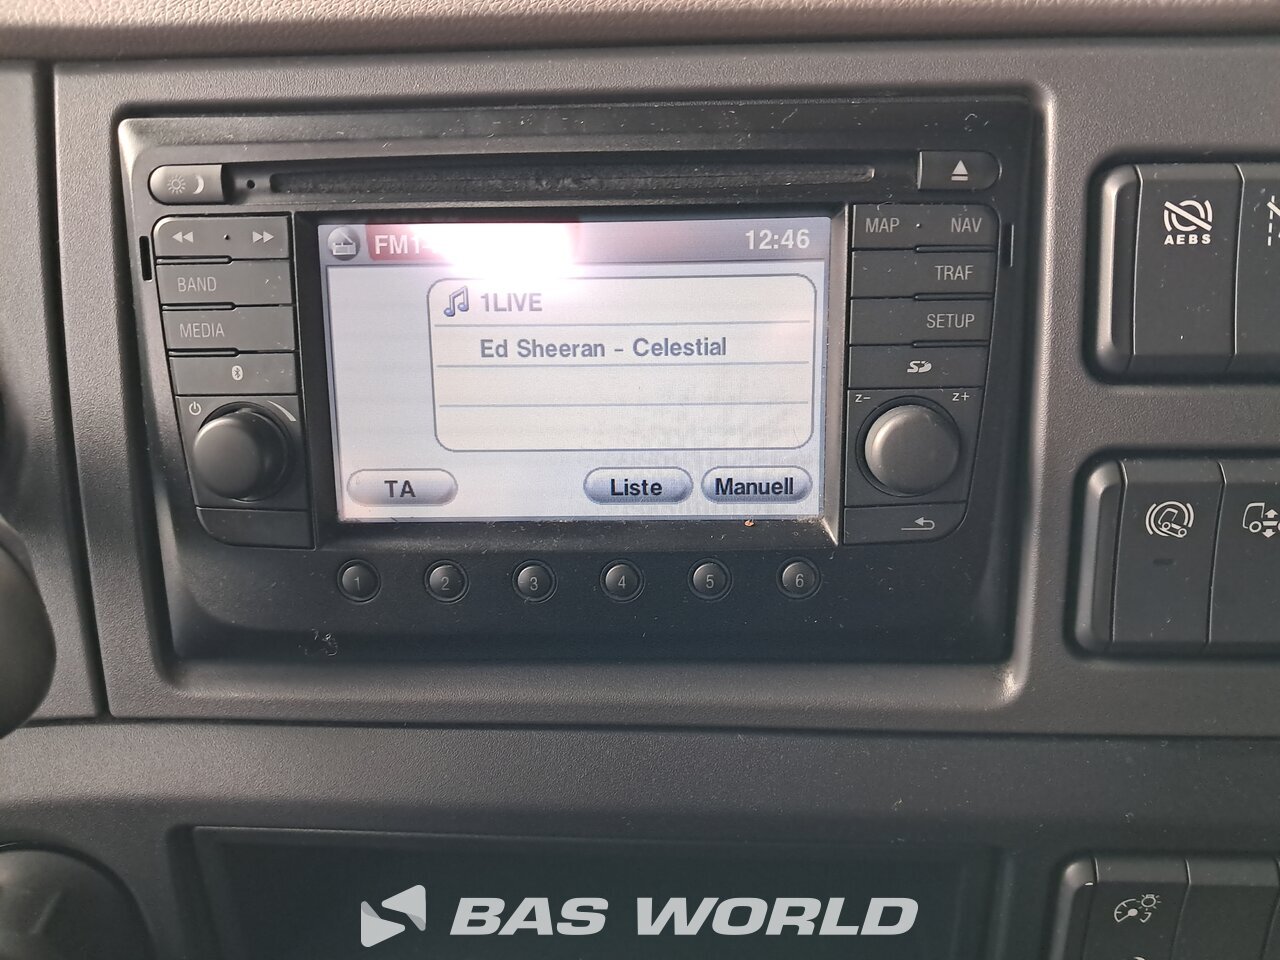 FM1
12:46
1LIVE
Ed Sheeran - Celestial
TA
Liste
Manuell
BAND
MEDIA
MAP · NAV
TRAF
SETUP
z-
z+
1
2
3
4
5
6
AEBS
BAS WORLD